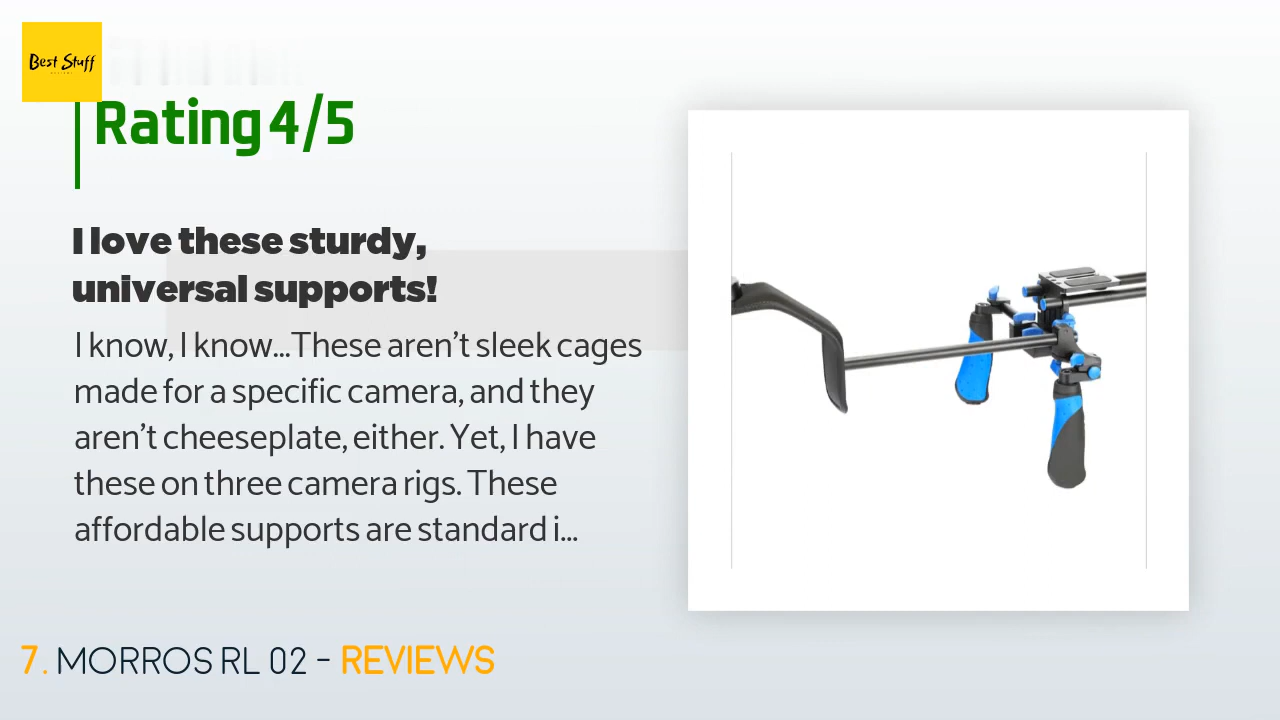 Best Stuff
Rating 4/5
I love these sturdy,
universal supports!
I know, I know...These aren't sleek cages
made for a specific camera, and they
aren't cheeseplate, either. Yet, I have
these on three camera rigs. These
affordable supports are standard i...
7. MORROS RL 02 - REVIEWS